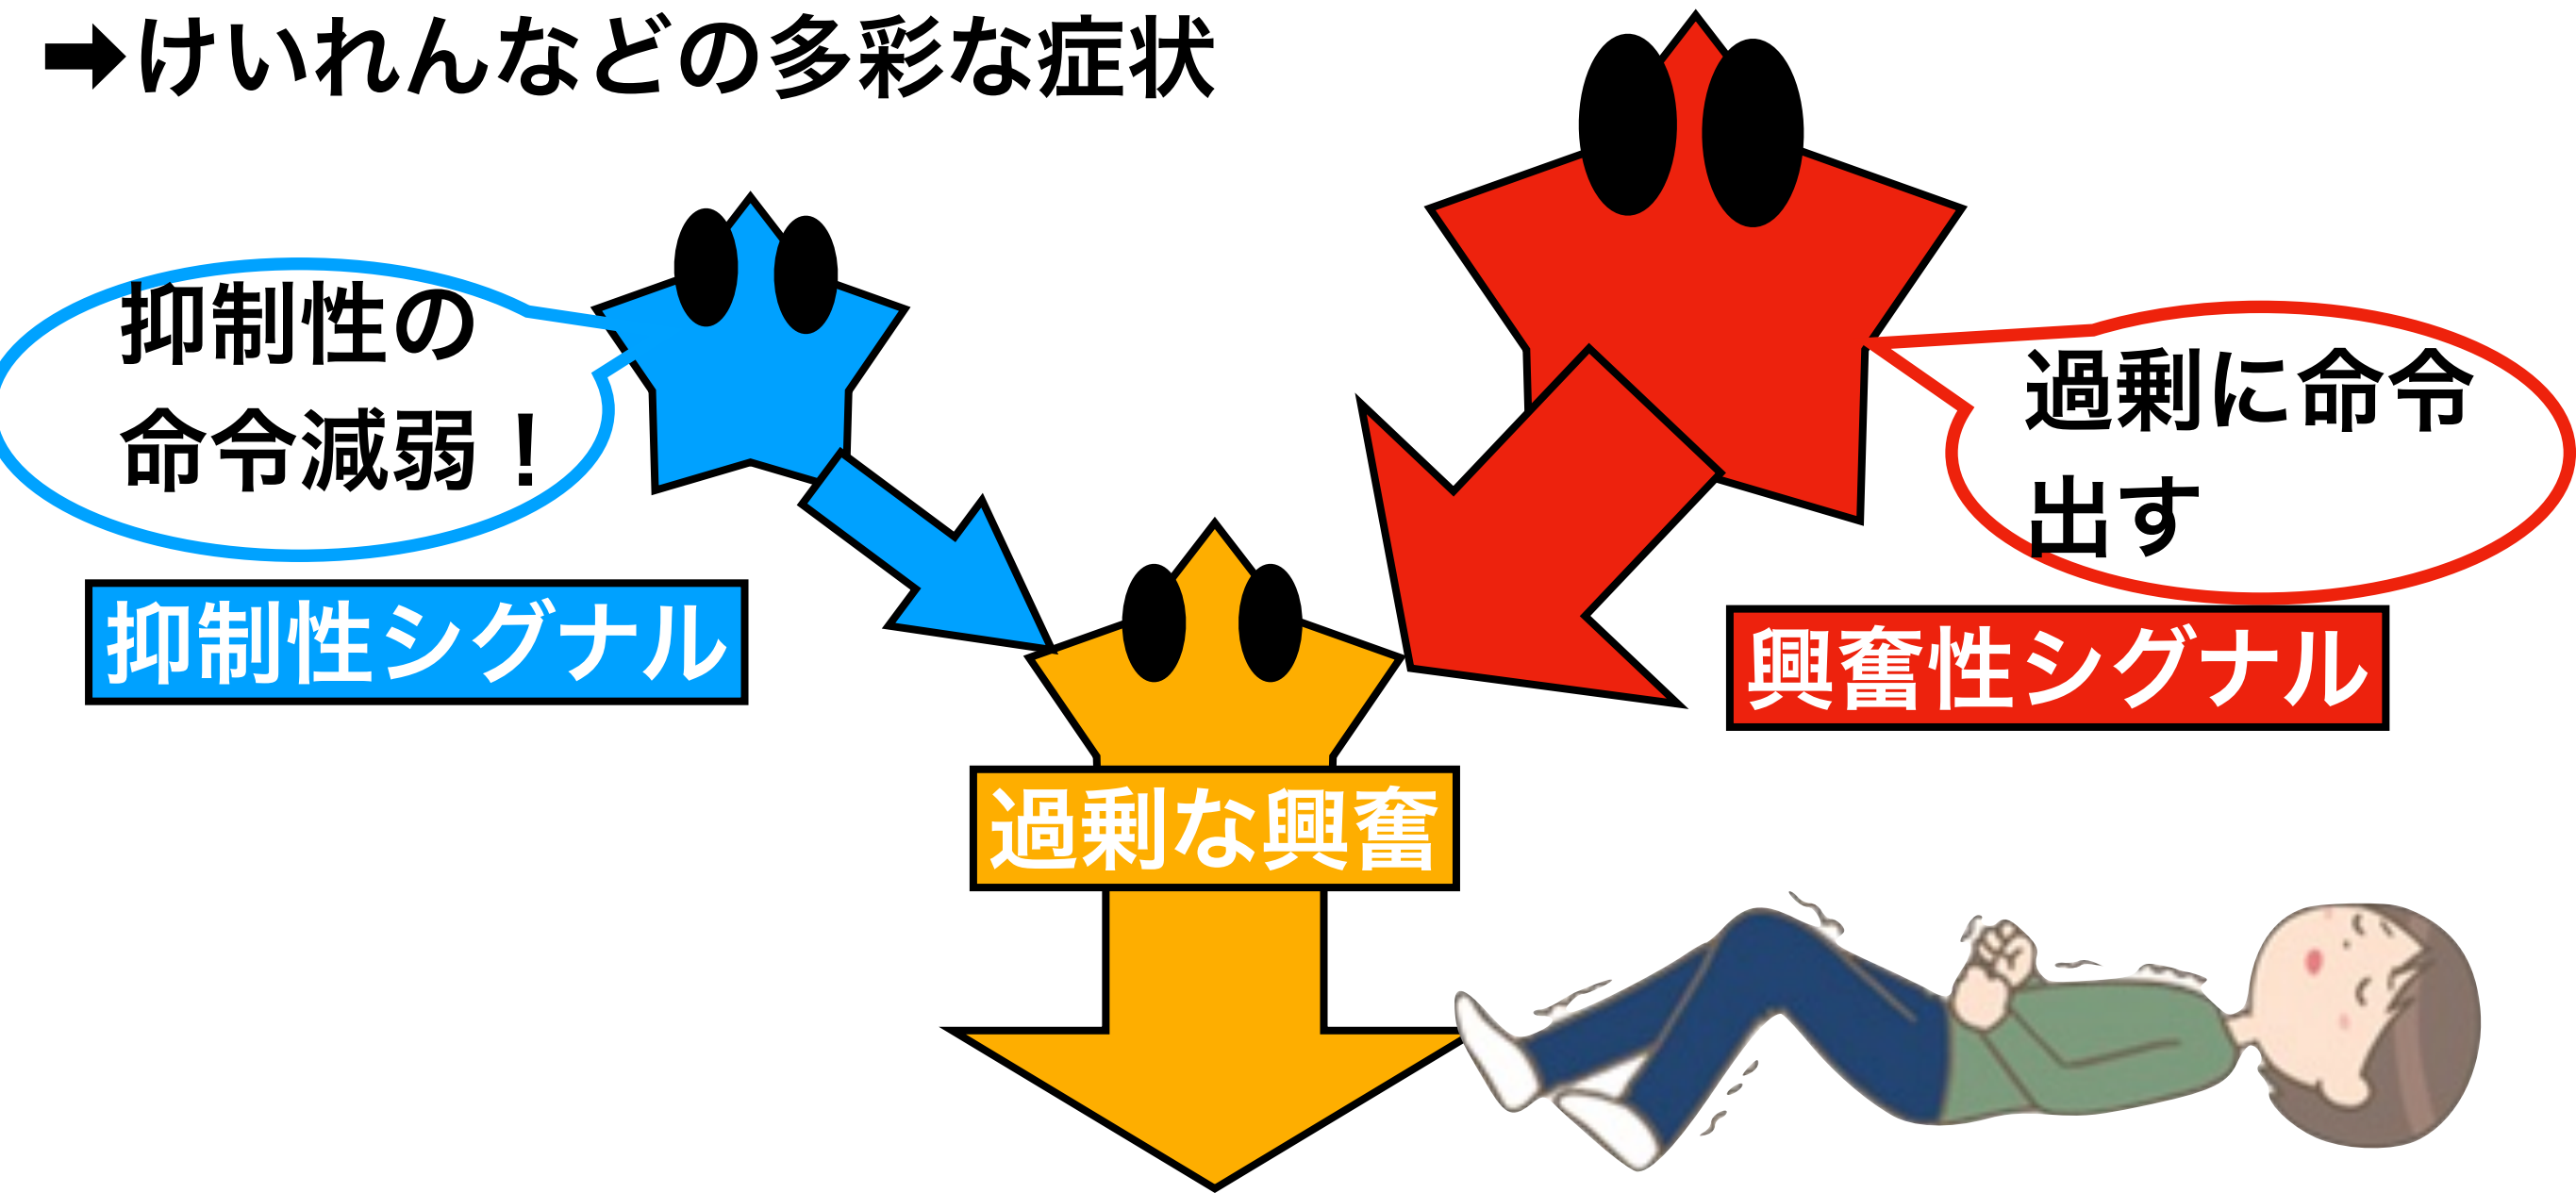 ➡けいれんなどの多彩な症状
抑制性の
命令減弱！
抑制性シグナル
過剰に命令
出す
興奮性シグナル
過剰な興奮